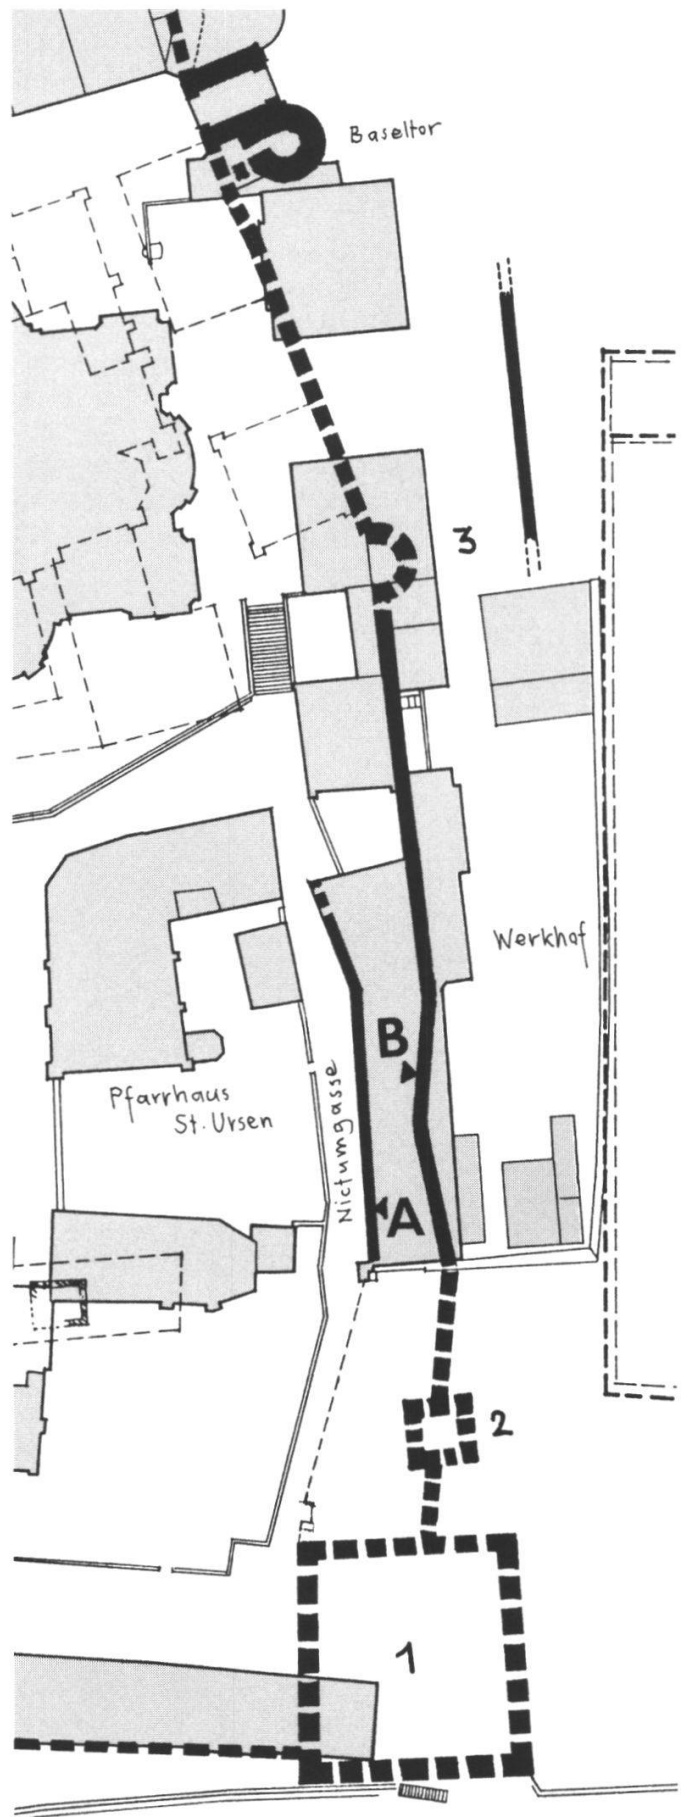 Baseltor
3
Werkhof
B
Pfarrhaus
St. Ursen
Nictumgasse
A
2
1